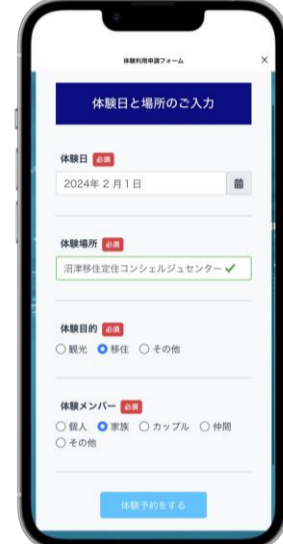 体験利用申請フォーム ×
体験日と場所のご入力
体験日 必須
2024年2月1日
体験場所 必須
沼津移住定住コンシェルジュセンター
体験目的 必須
観光 移住 その他
体験メンバー 必須
個人 家族 カップル 仲間
その他
体験予約をする